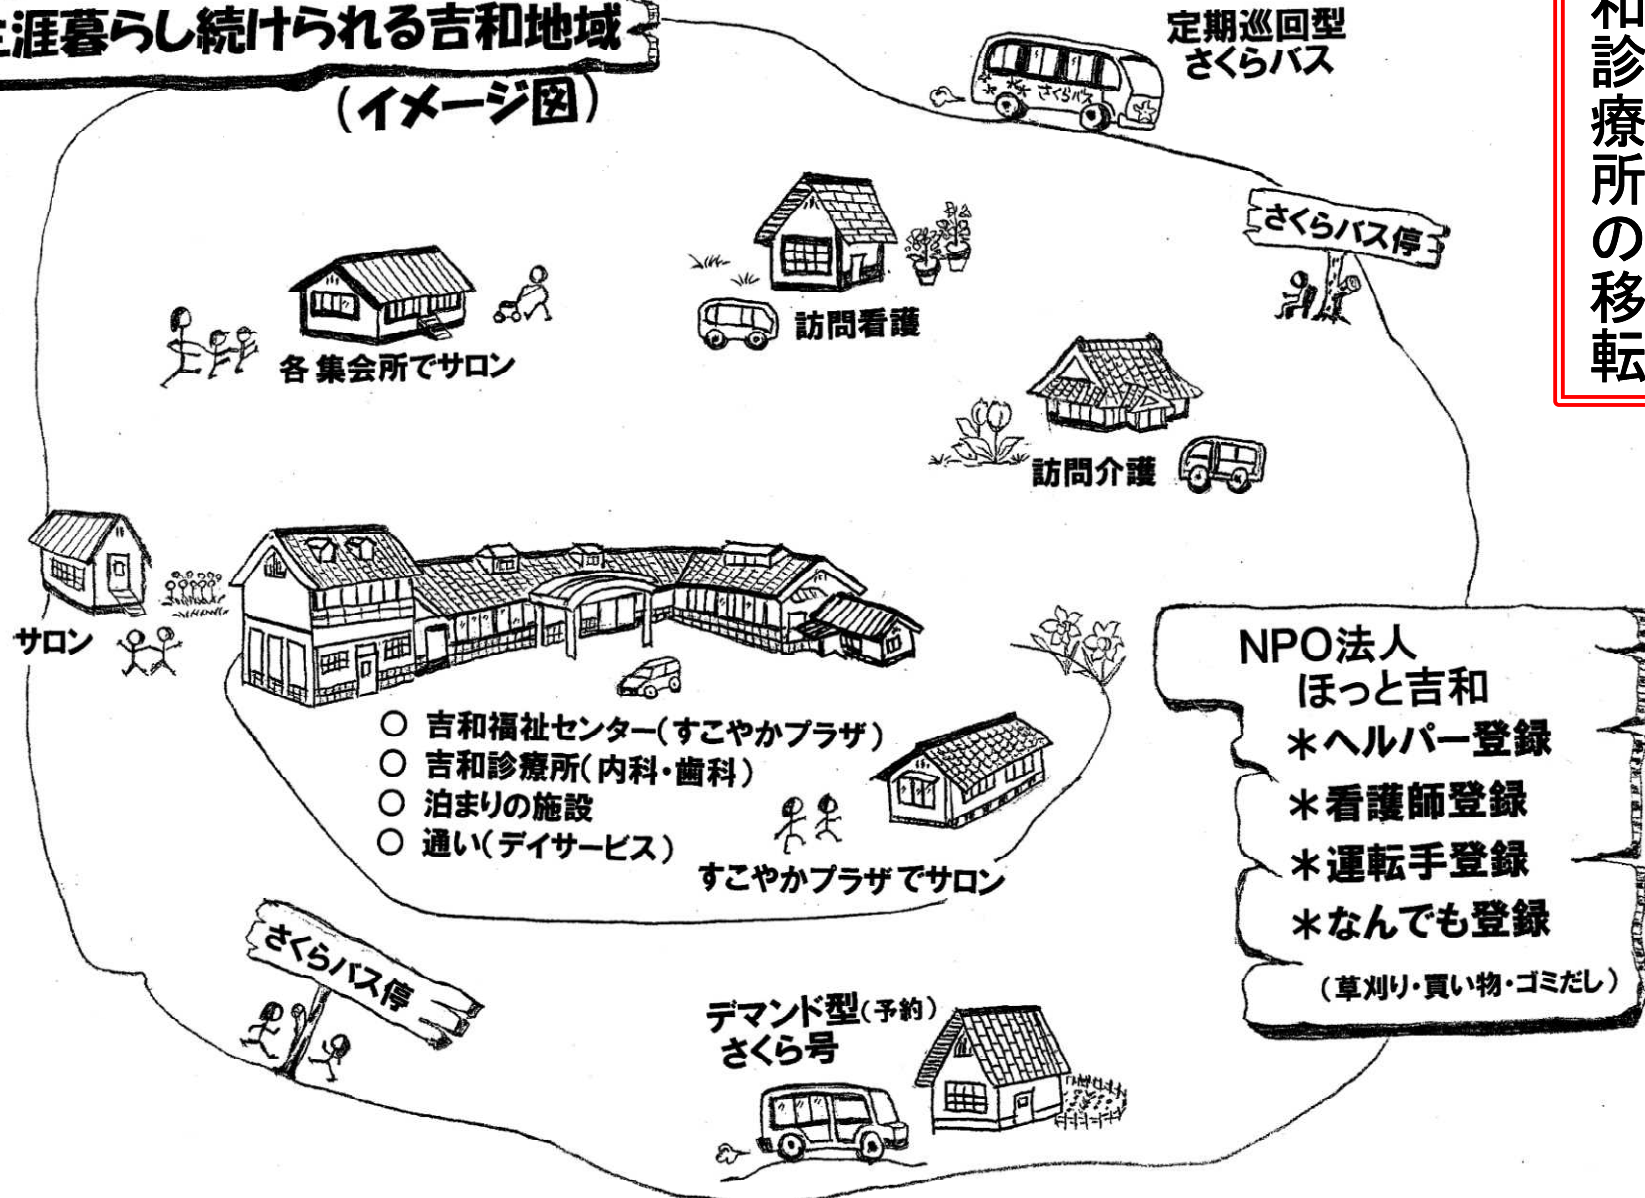 生涯暮らし続けられる吉和地域
(イメージ図)
定期巡回型
さくらバス
和診療所の移転
さくらバス
さくらバス停
訪問看護
各集会所でサロン
訪問介護
サロン
○ 吉和福祉センター(すこやかプラザ)
○ 吉和診療所(内科・歯科)
○ 泊まりの施設
○ 通い(デイサービス)
すこやかプラザでサロン
NPO法人
ほっと吉和
*ヘルパー登録
*看護師登録
*運転手登録
*なんでも登録
(草刈り・買い物・ゴミだし)
さくらバス停
デマンド型(予約)
さくら号